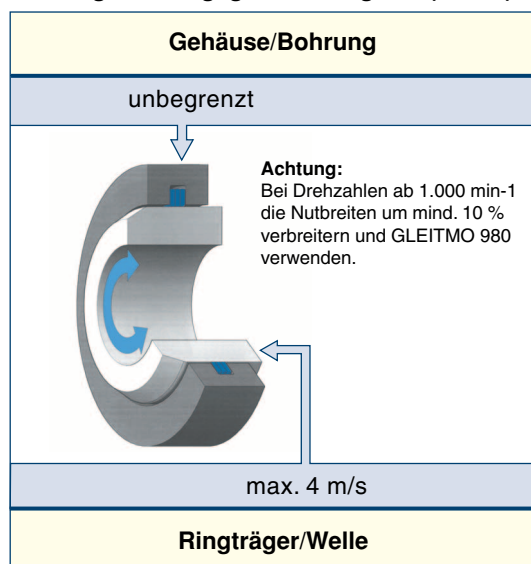 Gehäuse/Bohrung
unbegrenzt
Achtung:
Bei Drehzahlen ab 1.000 min-1
die Nutbreiten um mind. 10 %
verbreitern und GLEITMO 980
verwenden.
max. 4 m/s
Ringträger/Welle